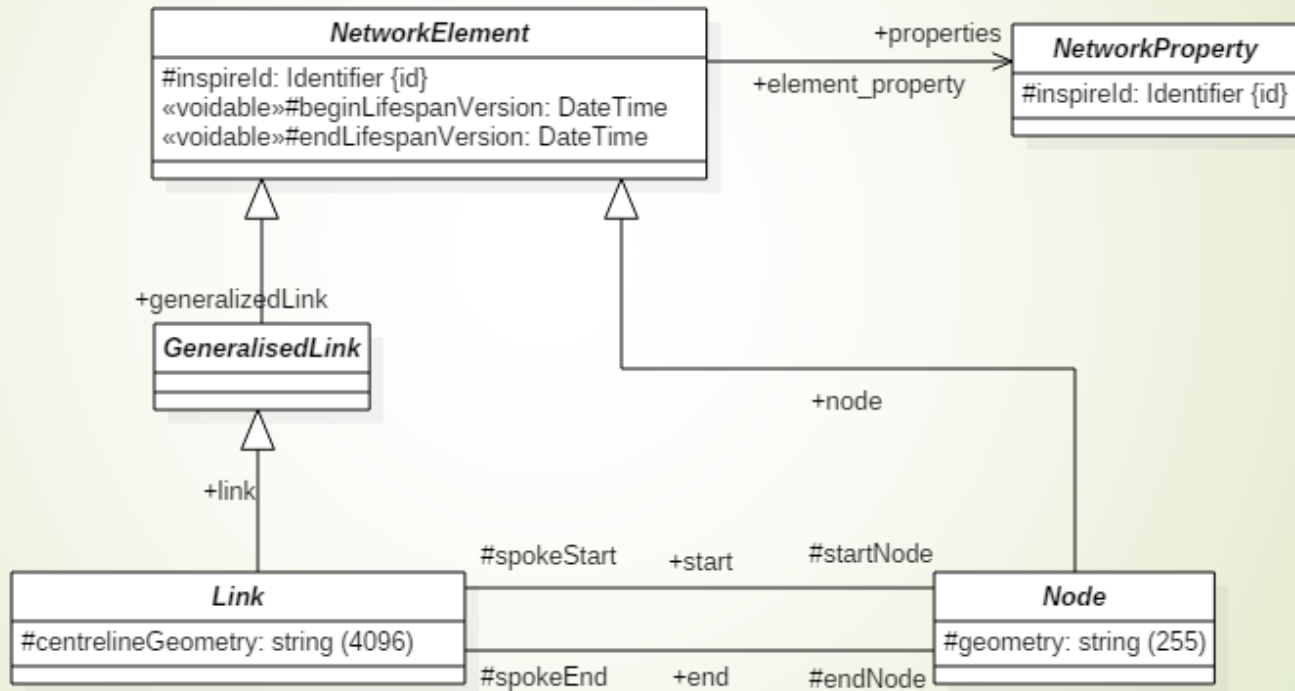 NetworkElement
#inspireId: Identifier {id}
«voidable»#beginLifespanVersion: DateTime
«voidable»#endLifespanVersion: DateTime
+properties
+element_property
NetworkProperty
#inspireId: Identifier {id}
+generalizedLink
GeneralisedLink
+node
+link
#spokeStart
+start
#startNode
Link
#centrelineGeometry: string (4096)
Node
#geometry: string (255)
#spokeEnd
+end
#endNode